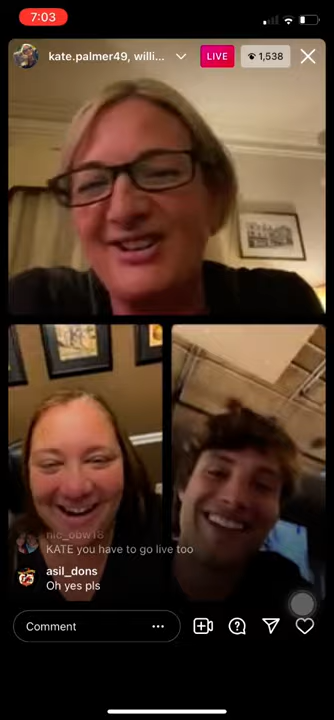 7:03
kate.palmer49, willi...
LIVE
1,538
KATE you have to go live too
asil_dons
Oh yes pls
Comment